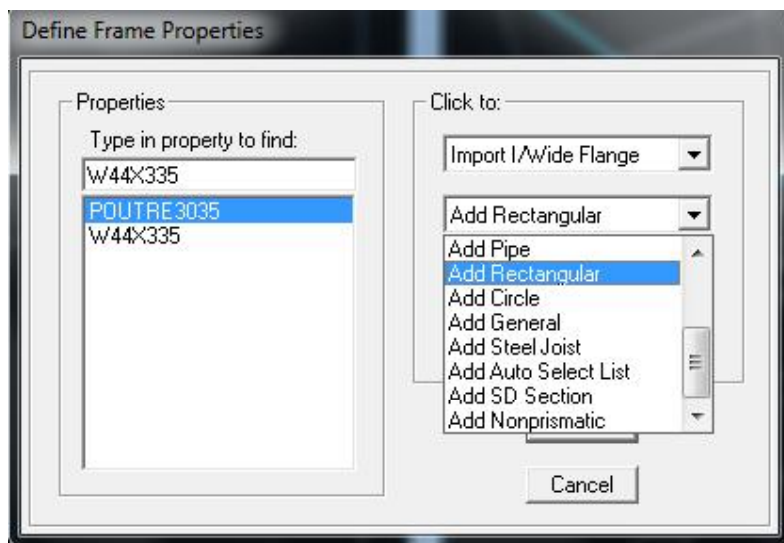 Define Frame Properties
Properties
Type in property to find:
W44X335
POUTRE3035
W44X335
Click to:
Import I/Wide Flange
Add Rectangular
Add Pipe
Add Rectangular
Add Circle
Add General
Add Steel Joist
Add Auto Select List
Add SD Section
Add Nonprismatic
Cancel